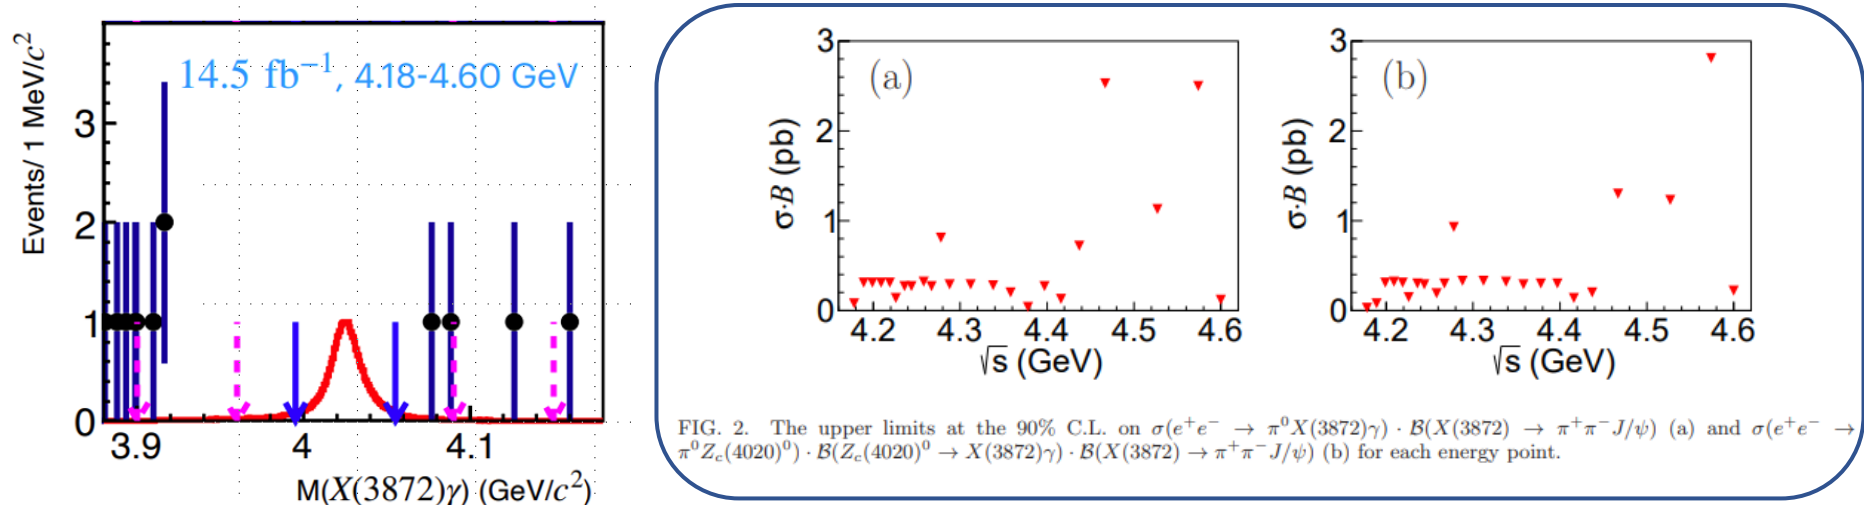 Events/ 1 MeV/c²
14.5 fb⁻¹, 4.18-4.60 GeV
3
2
1
0
3.9 4 4.1
M(X(3872)γ) (GeV/c²)
(a)
σ·B (pb)
3
2
1
0
4.2 4.3 4.4 4.5 4.6
√s (GeV)
(b)
σ·B (pb)
3
2
1
0
4.2 4.3 4.4 4.5 4.6
√s (GeV)
FIG. 2. The upper limits at the 90% C.L. on σ(e⁺e⁻ → π⁰X(3872)γ) · B(X(3872) → π⁺π⁻J/ψ) (a) and σ(e⁺e⁻ →
π⁰Z_c(4020)⁰) · B(Z_c(4020)⁰ → X(3872)γ) · B(X(3872) → π⁺π⁻J/ψ) (b) for each energy point.